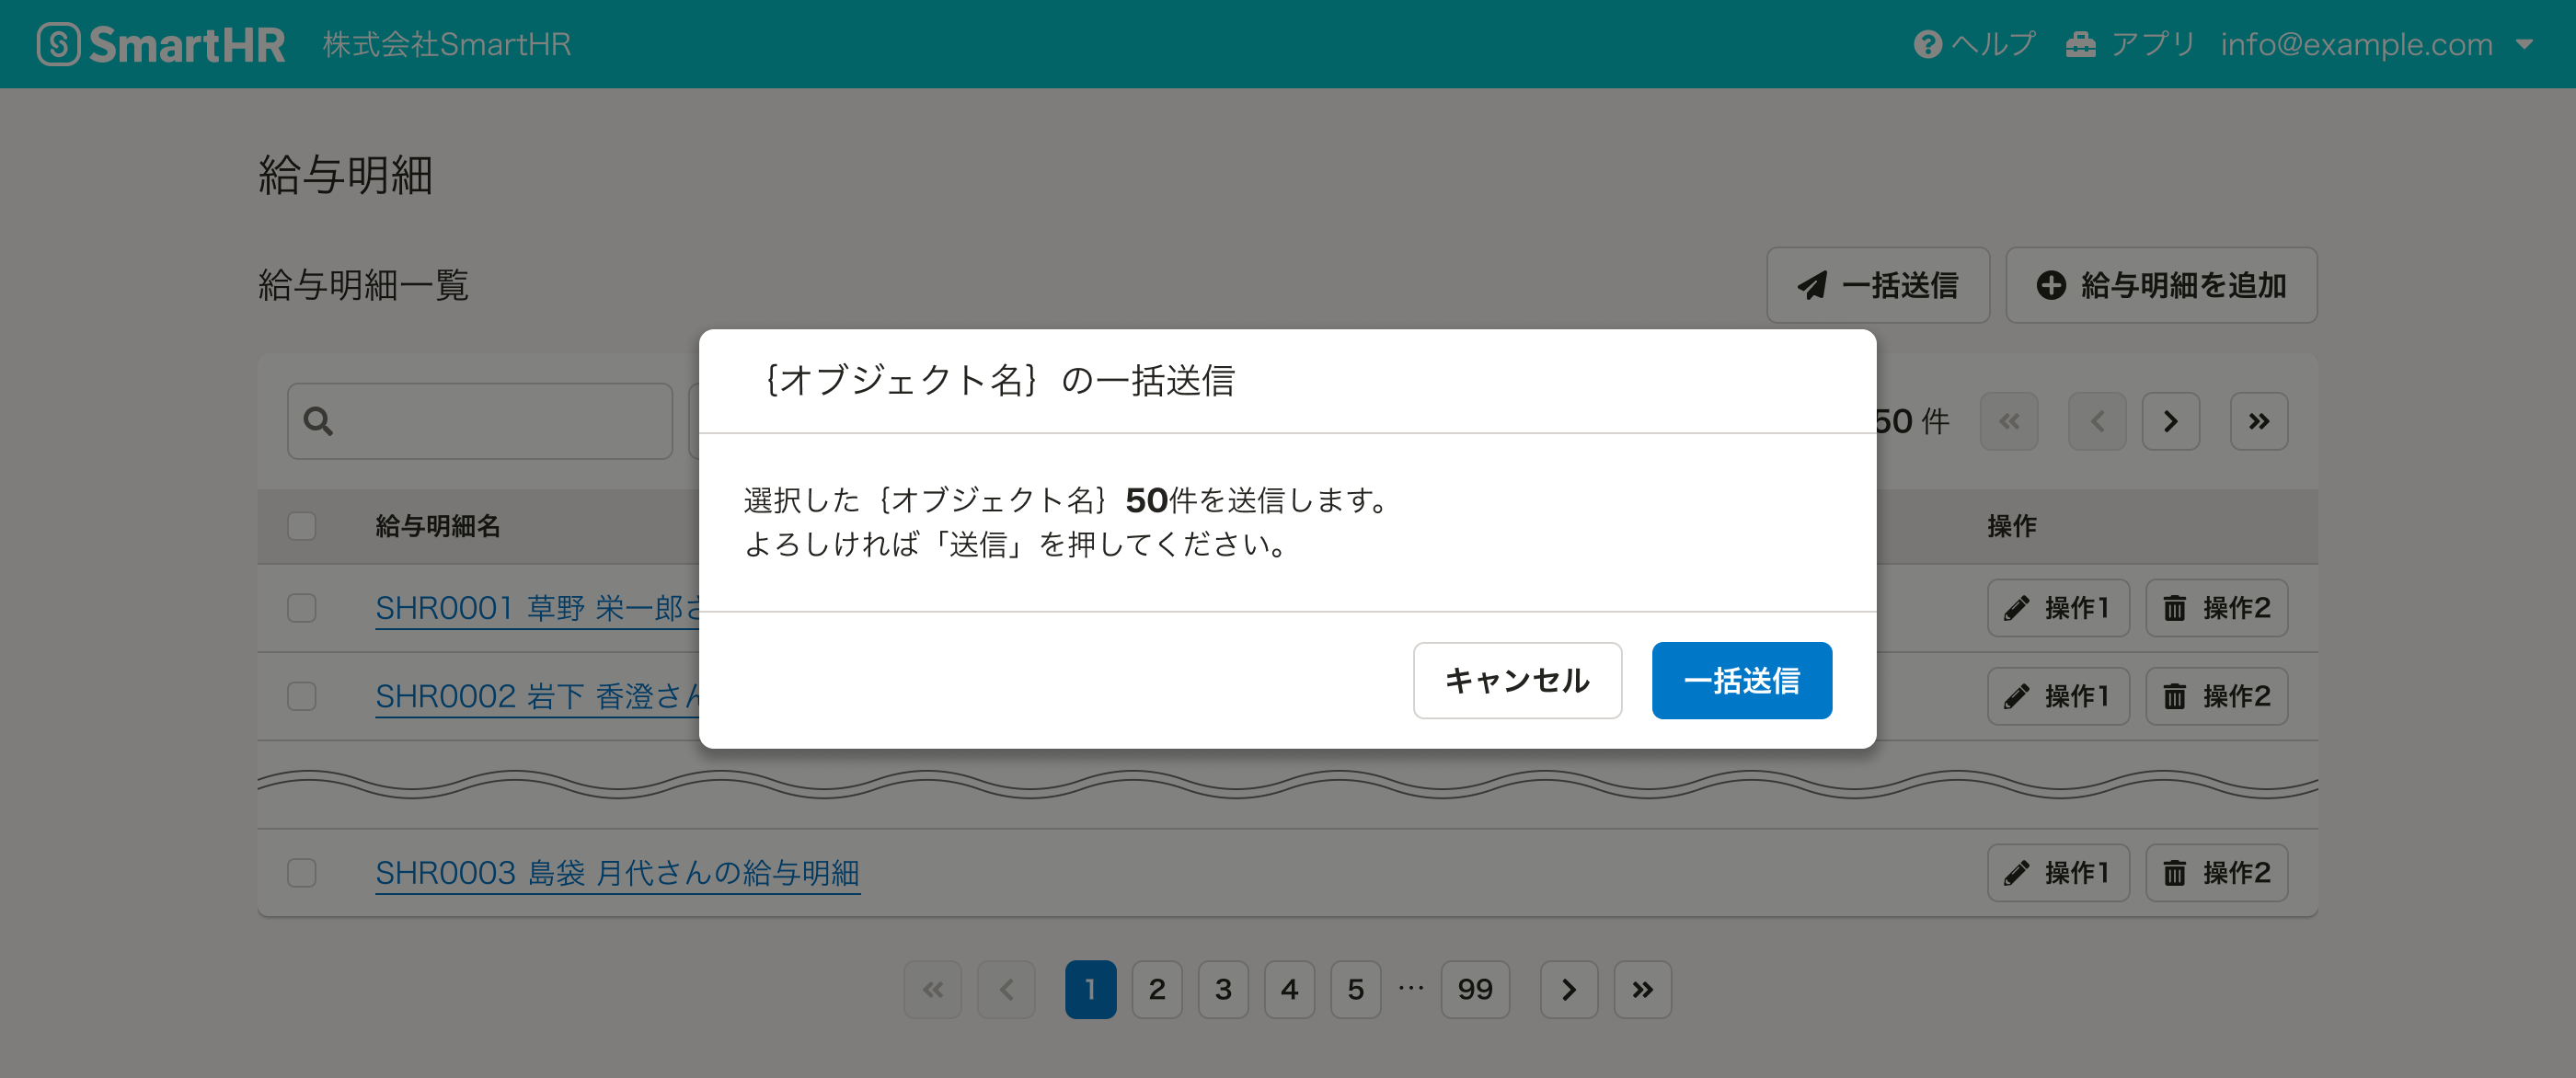 SmartHR 株式会社SmartHR ヘルプ アプリ info@example.com
給与明細
給与明細一覧 一括送信 給与明細を追加
{オブジェクト名}の一括送信
50 件
選択した{オブジェクト名}50件を送信します。
よろしければ「送信」を押してください。
給与明細名 操作
SHR0001 草野 栄一郎 操作1 操作2
キャンセル 一括送信
SHR0002 岩下 香澄さん 操作1 操作2
SHR0003 島袋 月代さんの給与明細 操作1 操作2
1 2 3 4 5 … 99